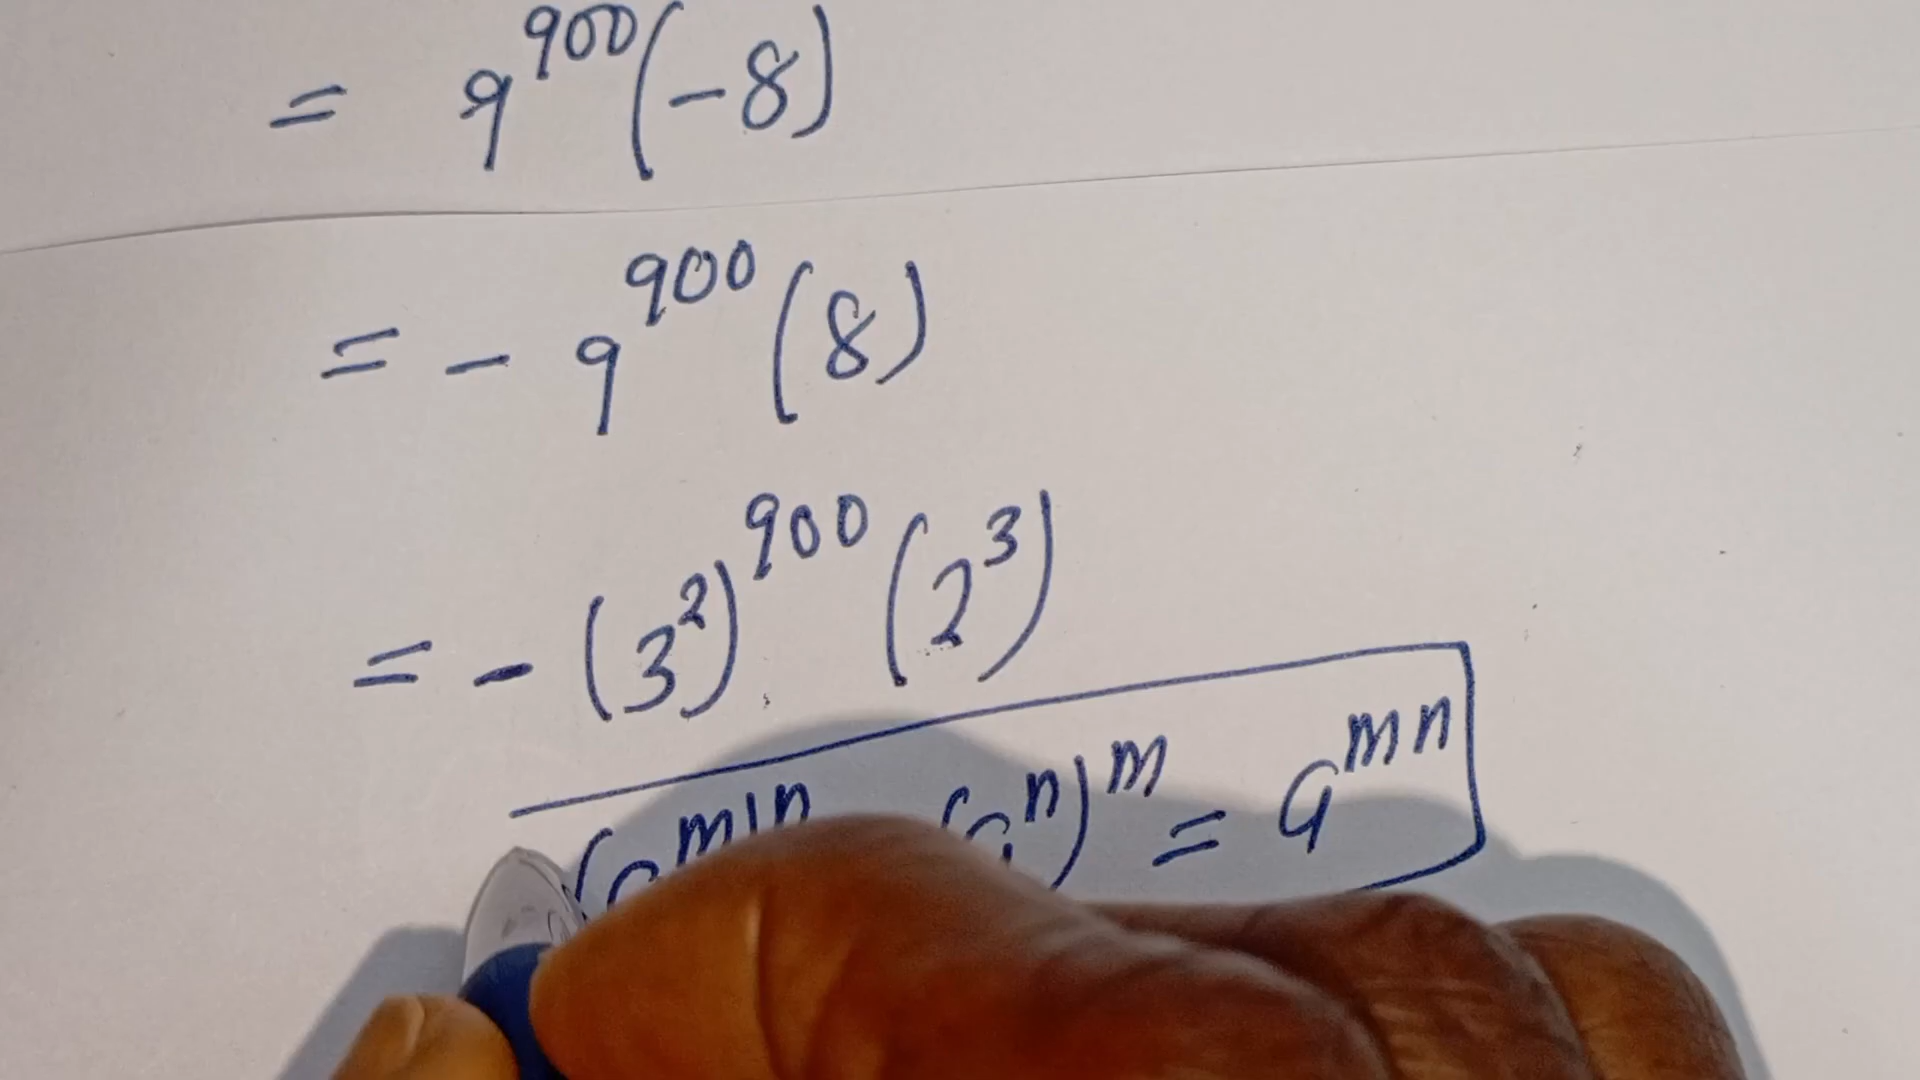 = 9^900 (-8)
= - 9^900 (8)
= - (3^2)^900 (2^3)
(a^m)^n (a^n)^m = a^mn